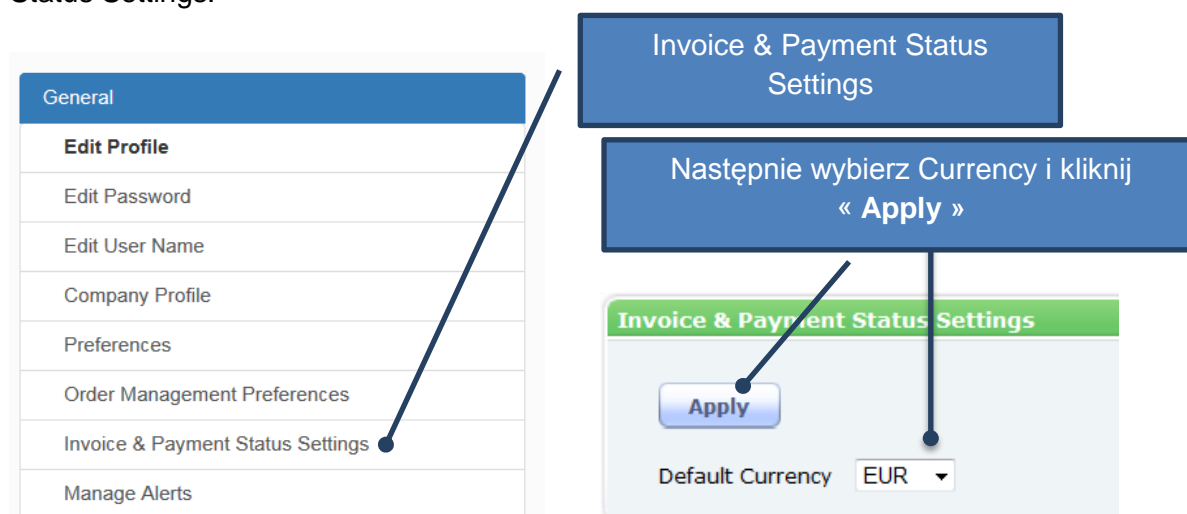 Status Settings.
Invoice & Payment Status
Settings
General
Edit Profile
Edit Password
Edit User Name
Company Profile
Preferences
Order Management Preferences
Invoice & Payment Status Settings
Manage Alerts
Następnie wybierz Currency i kliknij
« Apply »
Invoice & Payment Status Settings
Apply
Default Currency EUR